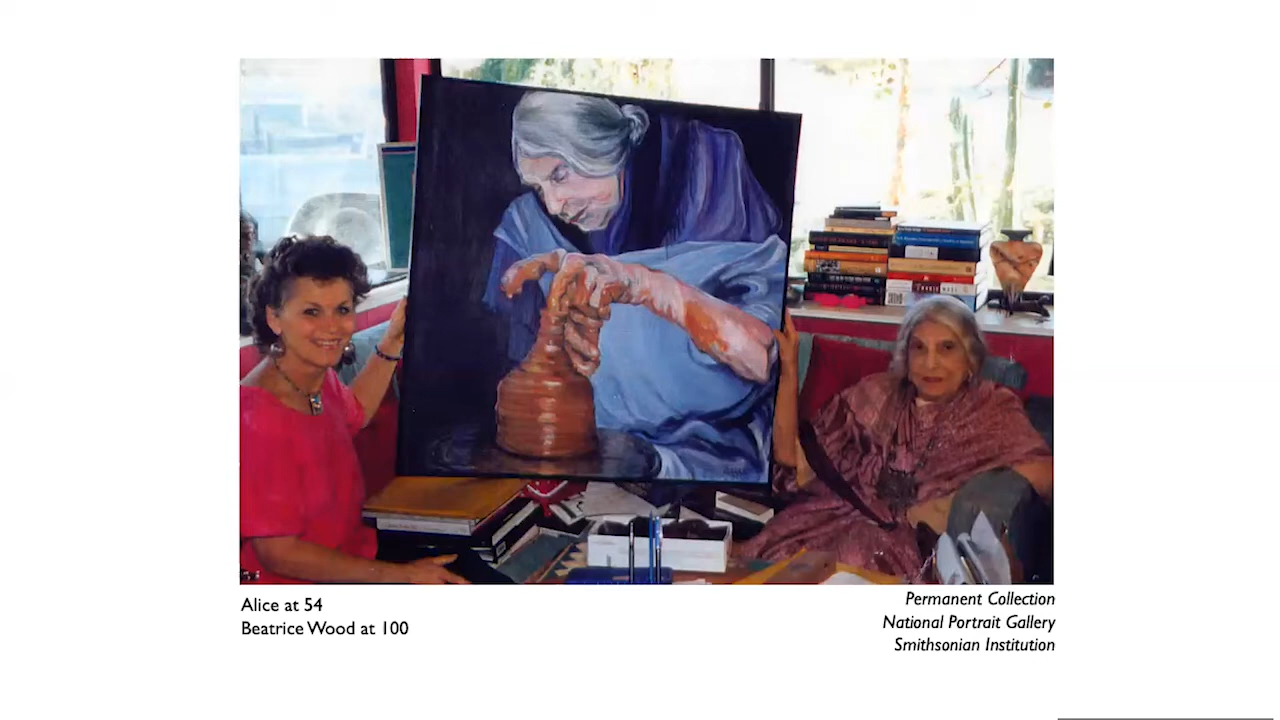 Alice at 54
Beatrice Wood at 100
Permanent Collection
National Portrait Gallery
Smithsonian Institution